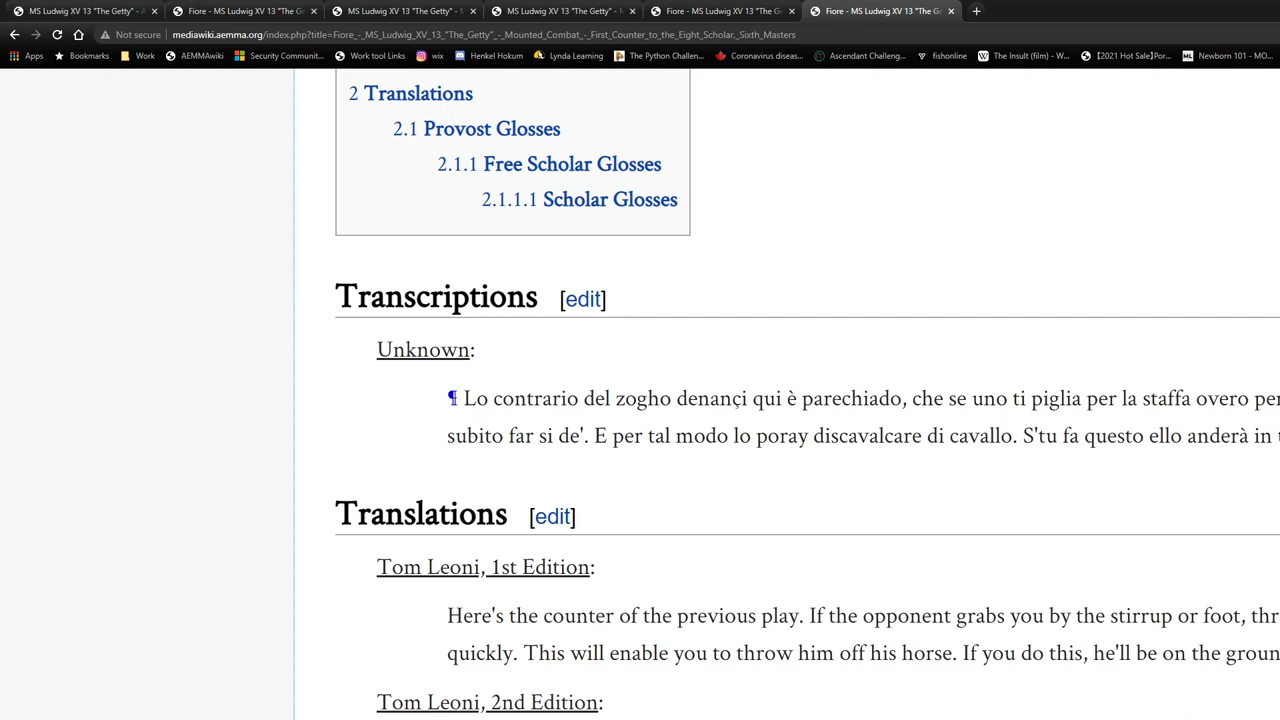 MS Ludwig XV 13 "The Getty" - A
Fiore - MS Ludwig XV 13 "The Ge
MS Ludwig XV 13 "The Getty" - M
MS Ludwig XV 13 "The Getty" - M
Fiore - MS Ludwig XV 13 "The G
Fiore - MS Ludwig XV 13 "The Ge
Not secure | mediawiki.aemma.org/index.php?title=Fiore_-_MS_Ludwig_XV_13_"The_Getty"_-_Mounted_Combat_-_First_Counter_to_the_Eight_Scholar,_Sixth_Masters
Apps Bookmarks Work AEMMAwiki Security Communit... Work tool Links wix Henkel Hokum Lynda Learning The Python Challen... Coronavirus diseas... Ascendant Challeng... fishonline The Insult (film) - W... 【2021 Hot Sale】Por... Newborn 101 - MO...
2 Translations
2.1 Provost Glosses
2.1.1 Free Scholar Glosses
2.1.1.1 Scholar Glosses
Transcriptions [edit]
Unknown:
¶ Lo contrario del zogho denançi qui è parechiado, che se uno ti piglia per la staffa overo per
subito far si de'. E per tal modo lo poray discavalcare di cavallo. S'tu fa questo ello anderà in t
Translations [edit]
Tom Leoni, 1st Edition:
Here's the counter of the previous play. If the opponent grabs you by the stirrup or foot, thr
quickly. This will enable you to throw him off his horse. If you do this, he'll be on the groun
Tom Leoni, 2nd Edition: